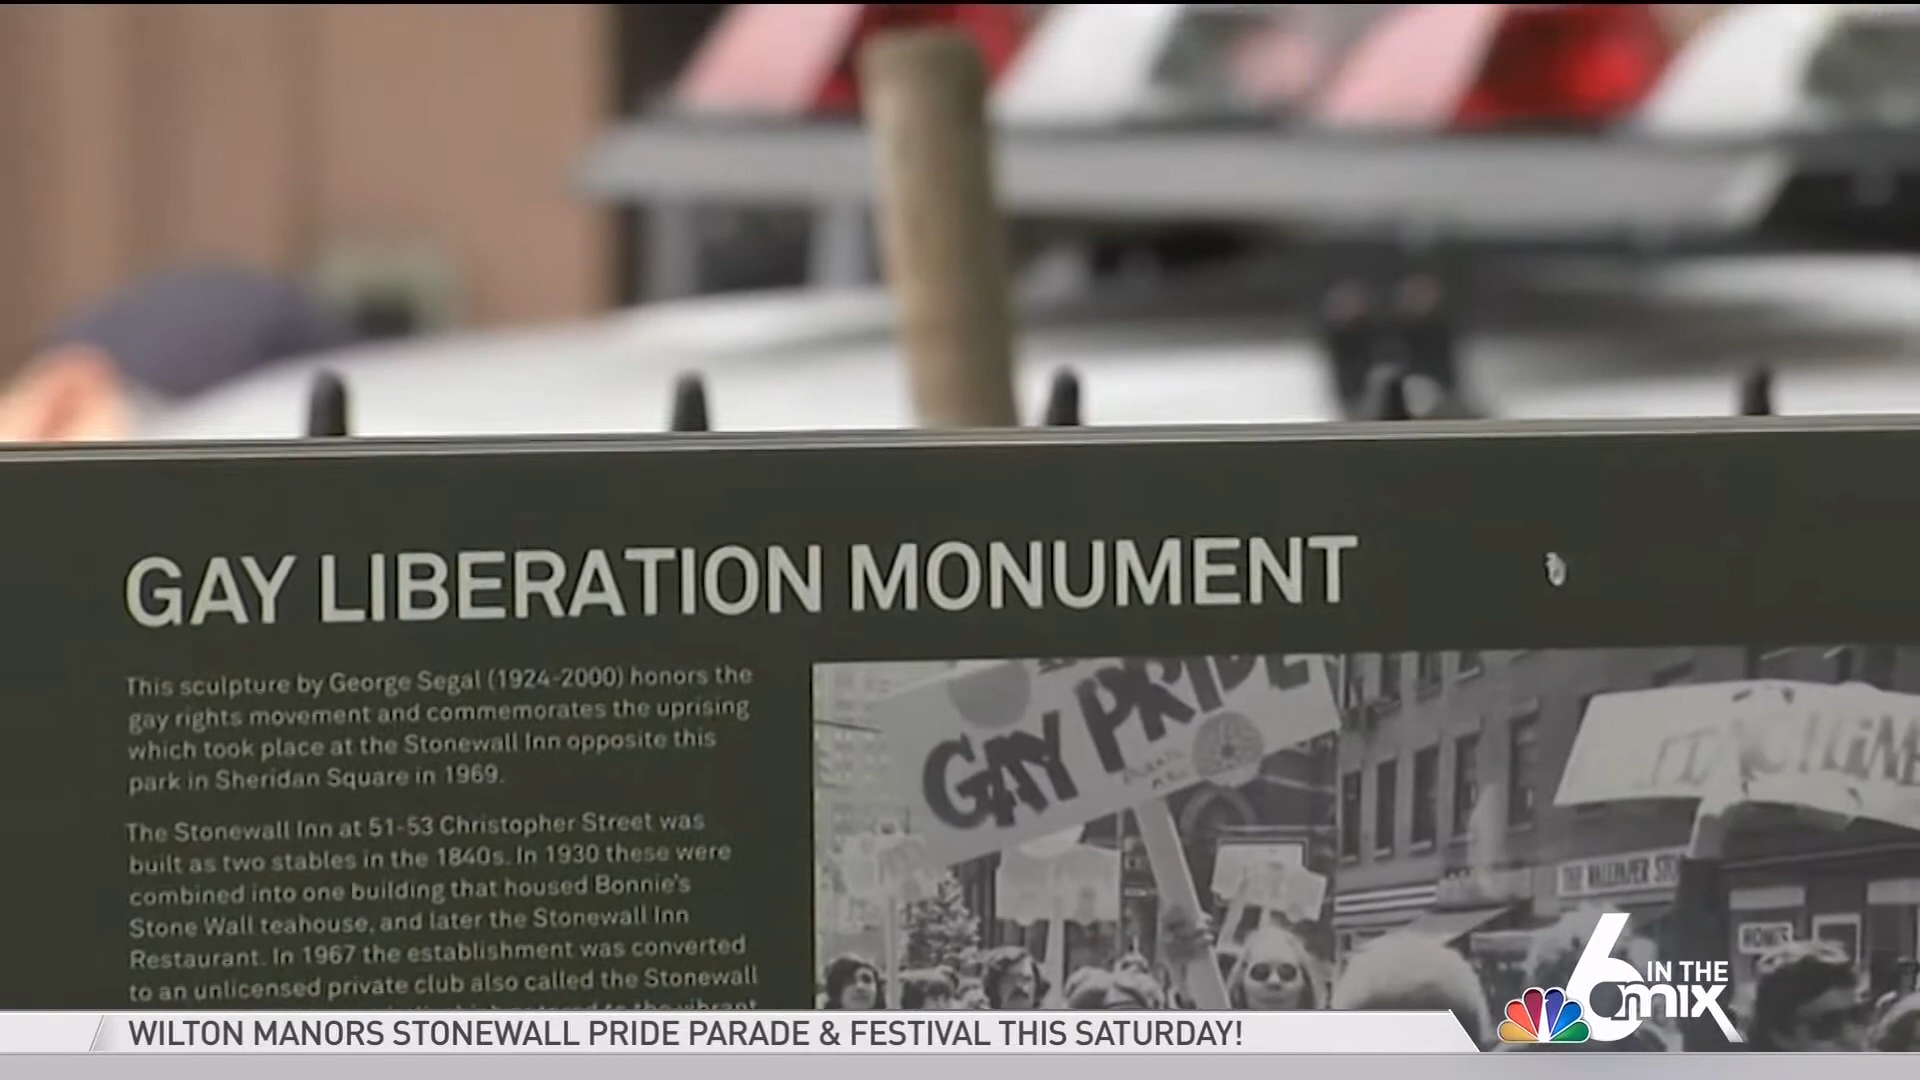 GAY LIBERATION MONUMENT
This sculpture by George Segal (1924-2000) honors the
gay rights movement and commemorates the uprising
which took place at the Stonewall Inn opposite this
park in Sheridan Square in 1969.
The Stonewall Inn at 51-53 Christopher Street was
built as two stables in the 1840s. In 1930 these were
combined into one building that housed Bonnie's
Stone Wall teahouse, and later the Stonewall Inn
Restaurant. In 1967 the establishment was converted
to an unlicensed private club also called the Stonewall
GAY PRIDE
THE WALLPAPER
6 IN THE
mix
WILTON MANORS STONEWALL PRIDE PARADE & FESTIVAL THIS SATURDAY!